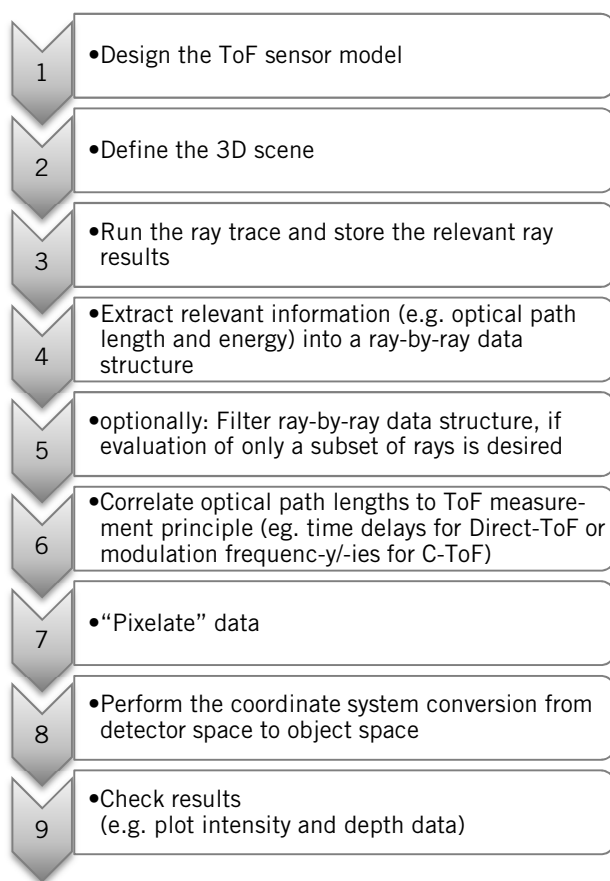 1
•Design the ToF sensor model
2
•Define the 3D scene
3
•Run the ray trace and store the relevant ray
results
4
•Extract relevant information (e.g. optical path
length and energy) into a ray-by-ray data
structure
5
•optionally: Filter ray-by-ray data structure, if
evaluation of only a subset of rays is desired
6
•Correlate optical path lengths to ToF measure-
ment principle (eg. time delays for Direct-ToF or
modulation frequenc-y/-ies for C-ToF)
7
•“Pixelate” data
8
•Perform the coordinate system conversion from
detector space to object space
9
•Check results
(e.g. plot intensity and depth data)